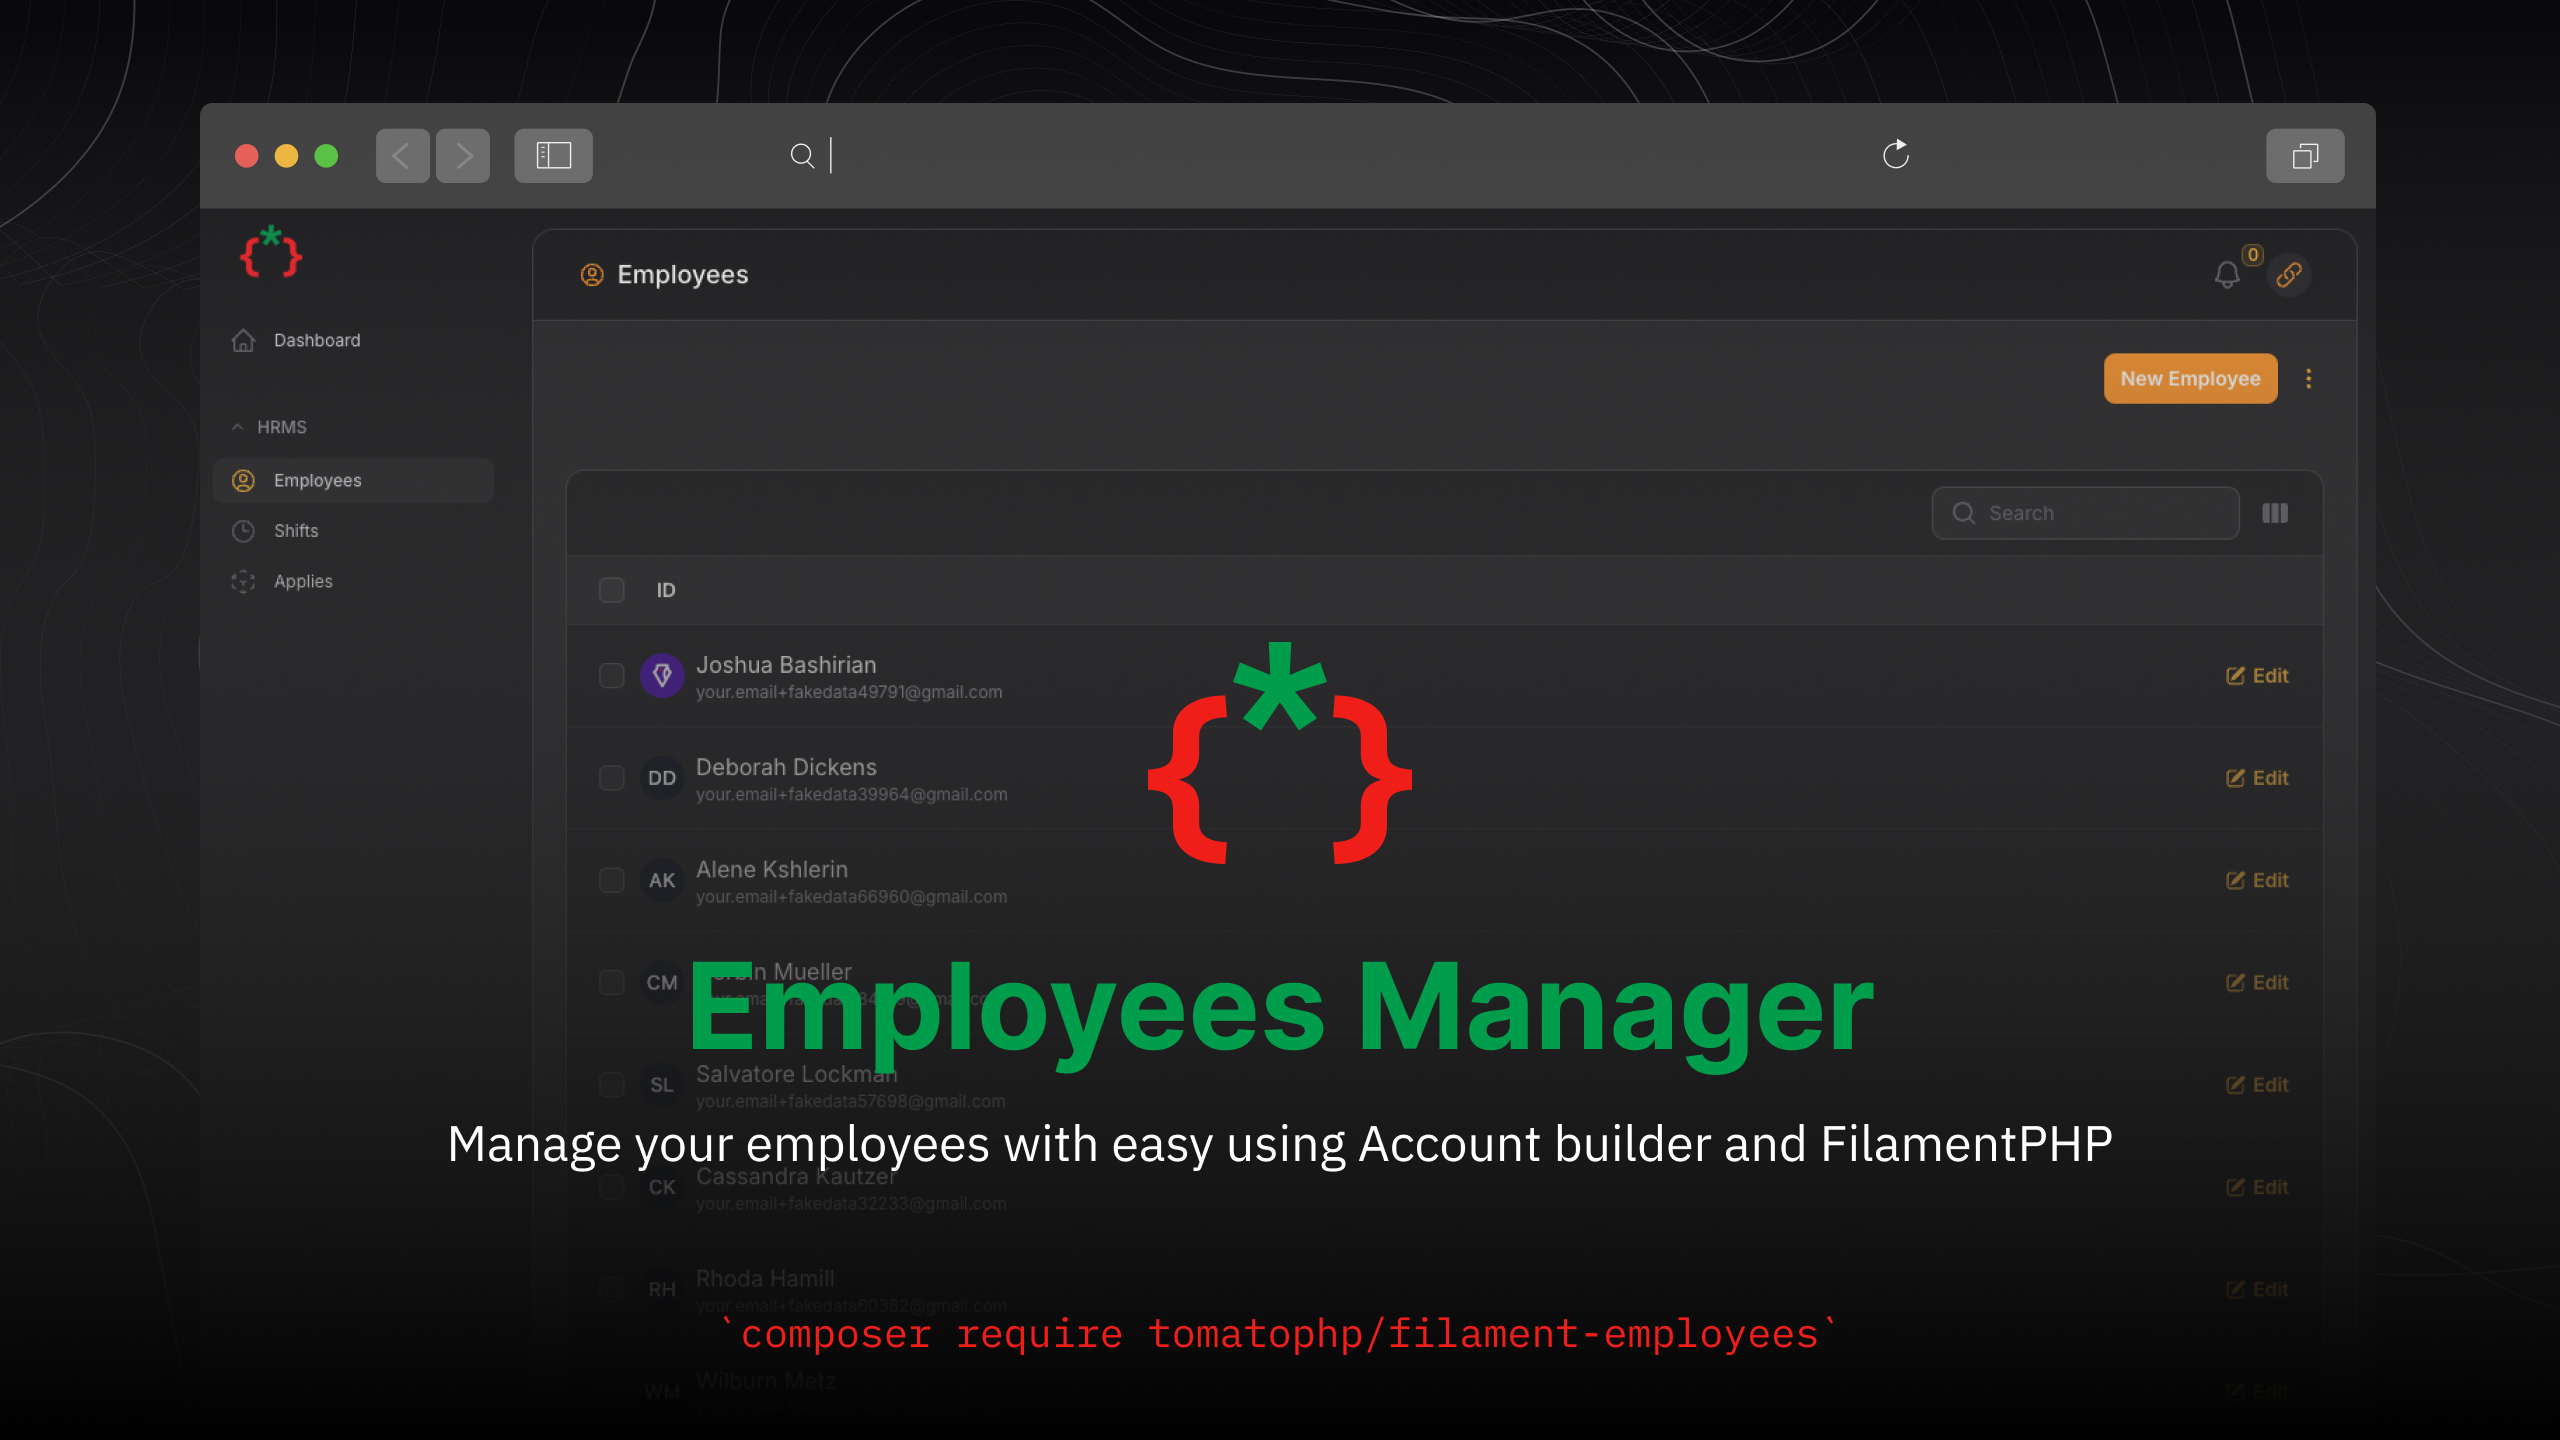 {*}
Employees
0
Dashboard
New Employee
HRMS
Employees
Search
Shifts
Applies
ID
Joshua Bashirian
your.email+fakedata49791@gmail.com
Edit
DD
Deborah Dickens
your.email+fakedata39964@gmail.com
Edit
AK
Alene Kshlerin
your.email+fakedata66960@gmail.com
Edit
{*}
CM
Mueller
Edit
Employees Manager
SL
Salvatore Lockman
your.email+fakedata57698@gmail.com
Edit
Manage your employees with easy using Account builder and FilamentPHP
CK
Cassandra Kautzer
your.email+fakedata32233@gmail.com
Edit
RH
Rhoda Hamill
your.email+fakedata60382@gmail.com
Edit
`composer require tomatophp/filament-employees`
WM
Wilburn Metz
Edit